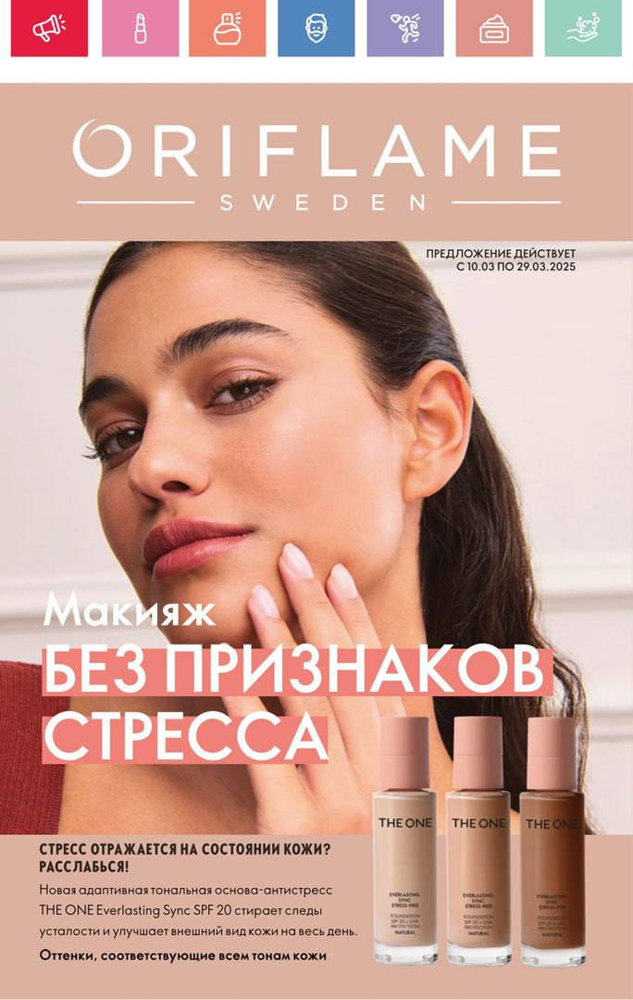 ORIFLAME
SWEDEN
ПРЕДЛОЖЕНИЕ ДЕЙСТВУЕТ
С 10.03 ПО 29.03.2025
Макияж
БЕЗ ПРИЗНАКОВ
СТРЕССА
СТРЕСС ОТРАЖАЕТСЯ НА СОСТОЯНИИ КОЖИ?
РАССЛАБЬСЯ!
Новая адаптивная тональная основа-антистресс
THE ONE Everlasting Sync SPF 20 стирает следы
усталости и улучшает внешний вид кожи на весь день.
Оттенки, соответствующие всем тонам кожи
THE ONE
EVERLASTING
SYNC
STRESS-FREE
FOUNDATION
SPF 20 + UVA
PROTECTION
NATURAL
THE ONE
EVERLASTING
SYNC
STRESS-FREE
FOUNDATION
SPF 20 + UVA
PROTECTION
NATURAL
THE ONE
EVERLASTING
SYNC
STRESS-FREE
FOUNDATION
SPF 20 + UVA
PROTECTION
NATURAL